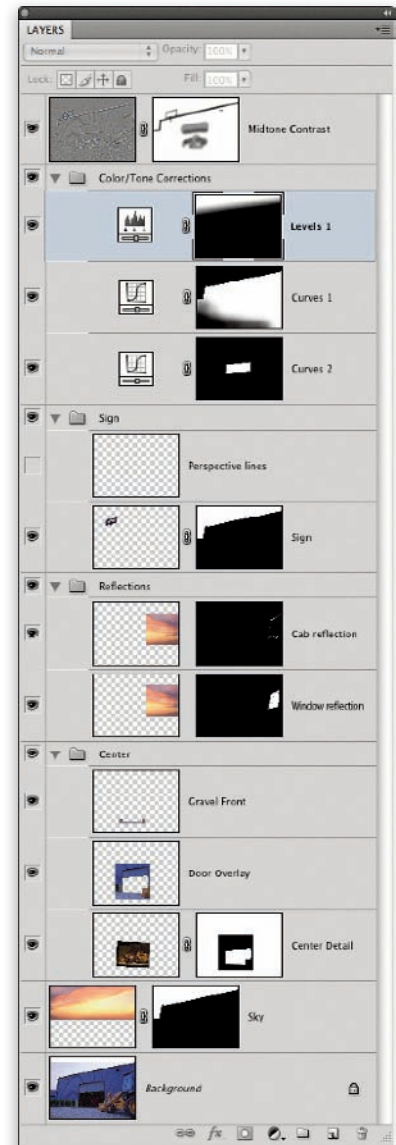 LAYERS
Normal Opacity: 100%
Lock: Fill: 100%
Midtone Contrast
Color/Tone Corrections
Levels 1
Curves 1
Curves 2
Sign
Perspective lines
Sign
Reflections
Cab reflection
Window reflection
Center
Gravel Front
Door Overlay
Center Detail
Sky
Background
fx